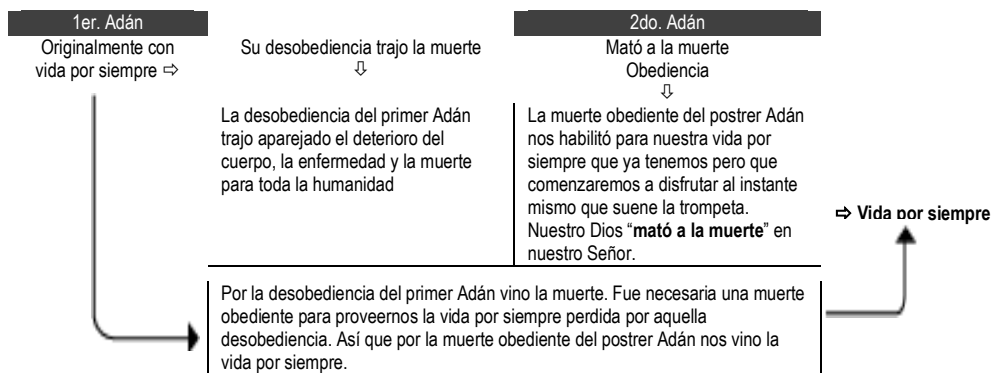 1er. Adán
Originalmente con
vida por siempre ⇨
Su desobediencia trajo la muerte
⇩
La desobediencia del primer Adán
trajo aparejado el deterioro del
cuerpo, la enfermedad y la muerte
para toda la humanidad
2do. Adán
Mató a la muerte
Obediencia
⇩
La muerte obediente del postrer Adán
nos habilitó para nuestra vida por
siempre que ya tenemos pero que
comenzaremos a disfrutar al instante
mismo que suene la trompeta.
Nuestro Dios “mató a la muerte” en
nuestro Señor.
⇨ Vida por siempre
Por la desobediencia del primer Adán vino la muerte. Fue necesaria una muerte
obediente para proveernos la vida por siempre perdida por aquella
desobediencia. Así que por la muerte obediente del postrer Adán nos vino la
vida por siempre.